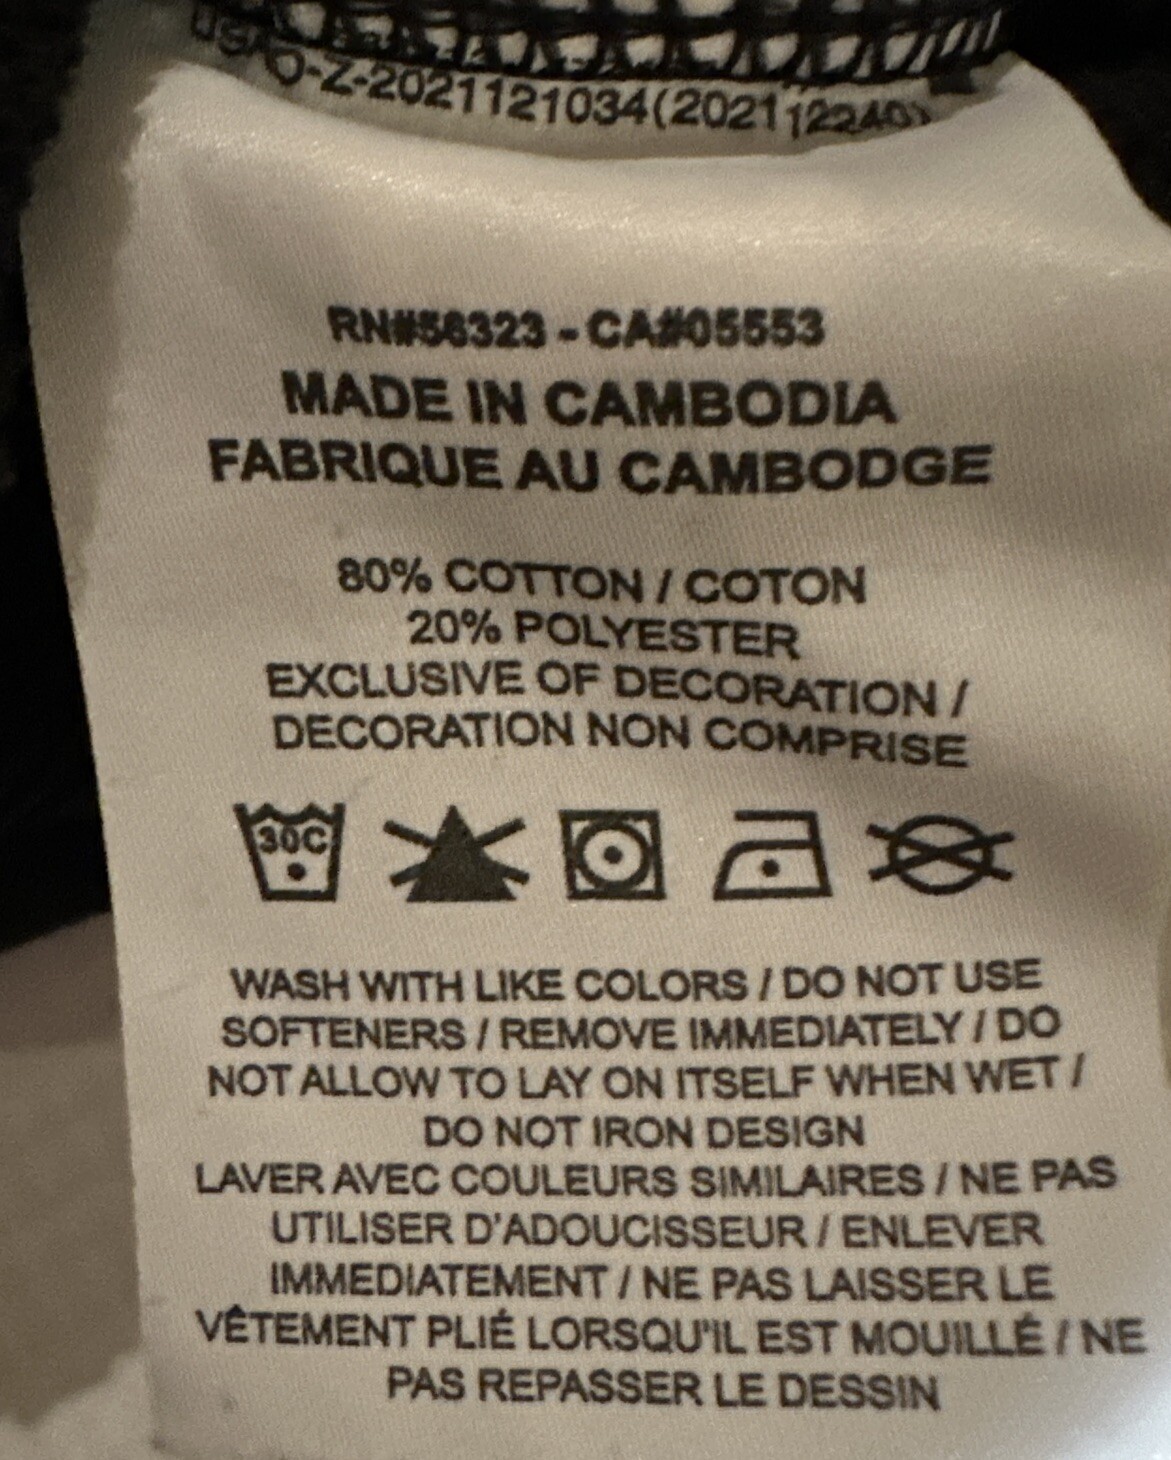 O-Z-2021121034(2021112240)
RN#56323 - CA#05553
MADE IN CAMBODIA
FABRIQUE AU CAMBODGE
80% COTTON / COTON
20% POLYESTER
EXCLUSIVE OF DECORATION /
DECORATION NON COMPRISE
30C
WASH WITH LIKE COLORS / DO NOT USE
SOFTENERS / REMOVE IMMEDIATELY / DO
NOT ALLOW TO LAY ON ITSELF WHEN WET /
DO NOT IRON DESIGN
LAVER AVEC COULEURS SIMILAIRES / NE PAS
UTILISER D'ADOUCISSEUR / ENLEVER
IMMEDIATEMENT / NE PAS LAISSER LE
VÊTEMENT PLIÉ LORSQU'IL EST MOUILLÉ / NE
PAS REPASSER LE DESSIN